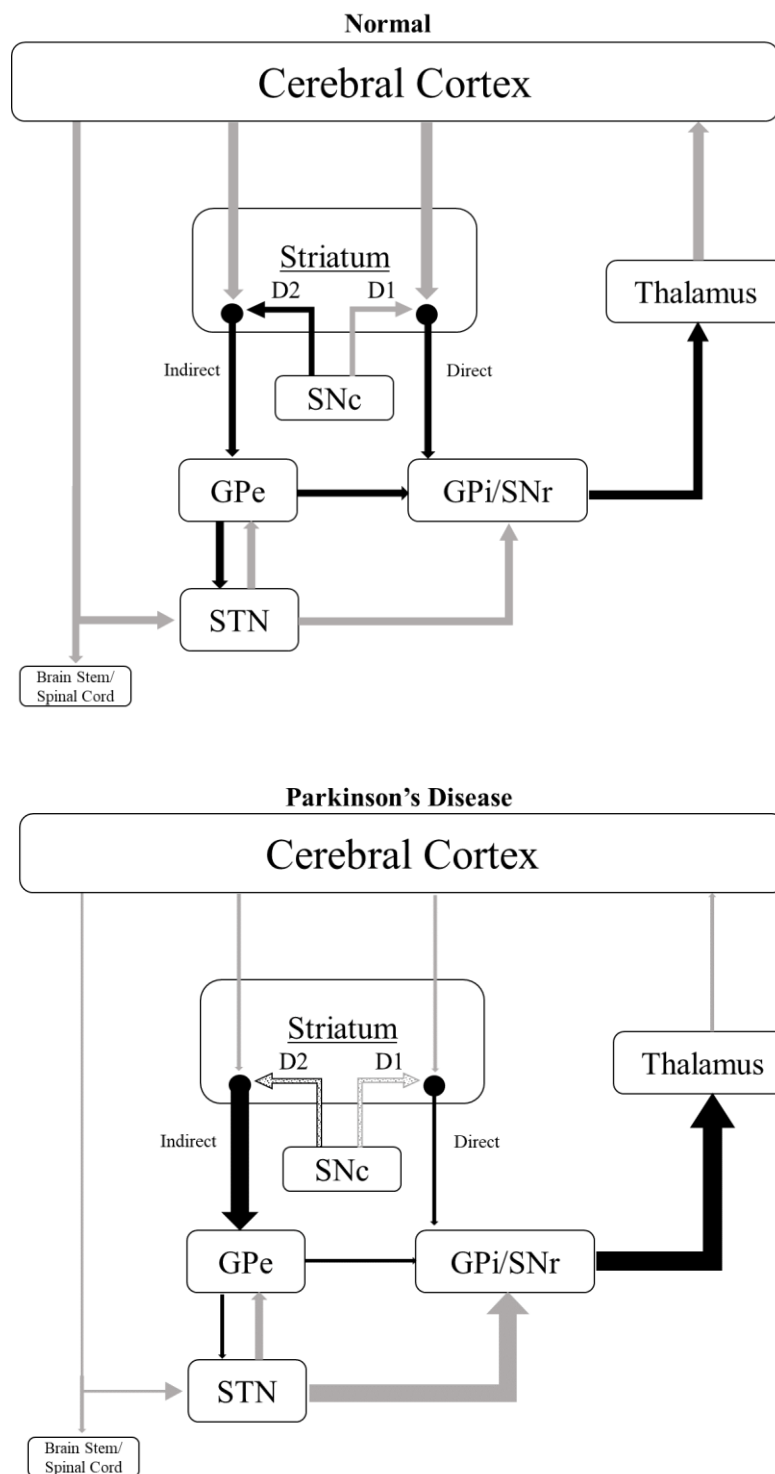 Normal
Cerebral Cortex
Striatum
D2
D1
Indirect
Direct
SNc
Thalamus
GPe
GPi/SNr
STN
Brain Stem/
Spinal Cord
Parkinson’s Disease
Cerebral Cortex
Striatum
D2
D1
Indirect
Direct
SNc
Thalamus
GPe
GPi/SNr
STN
Brain Stem/
Spinal Cord